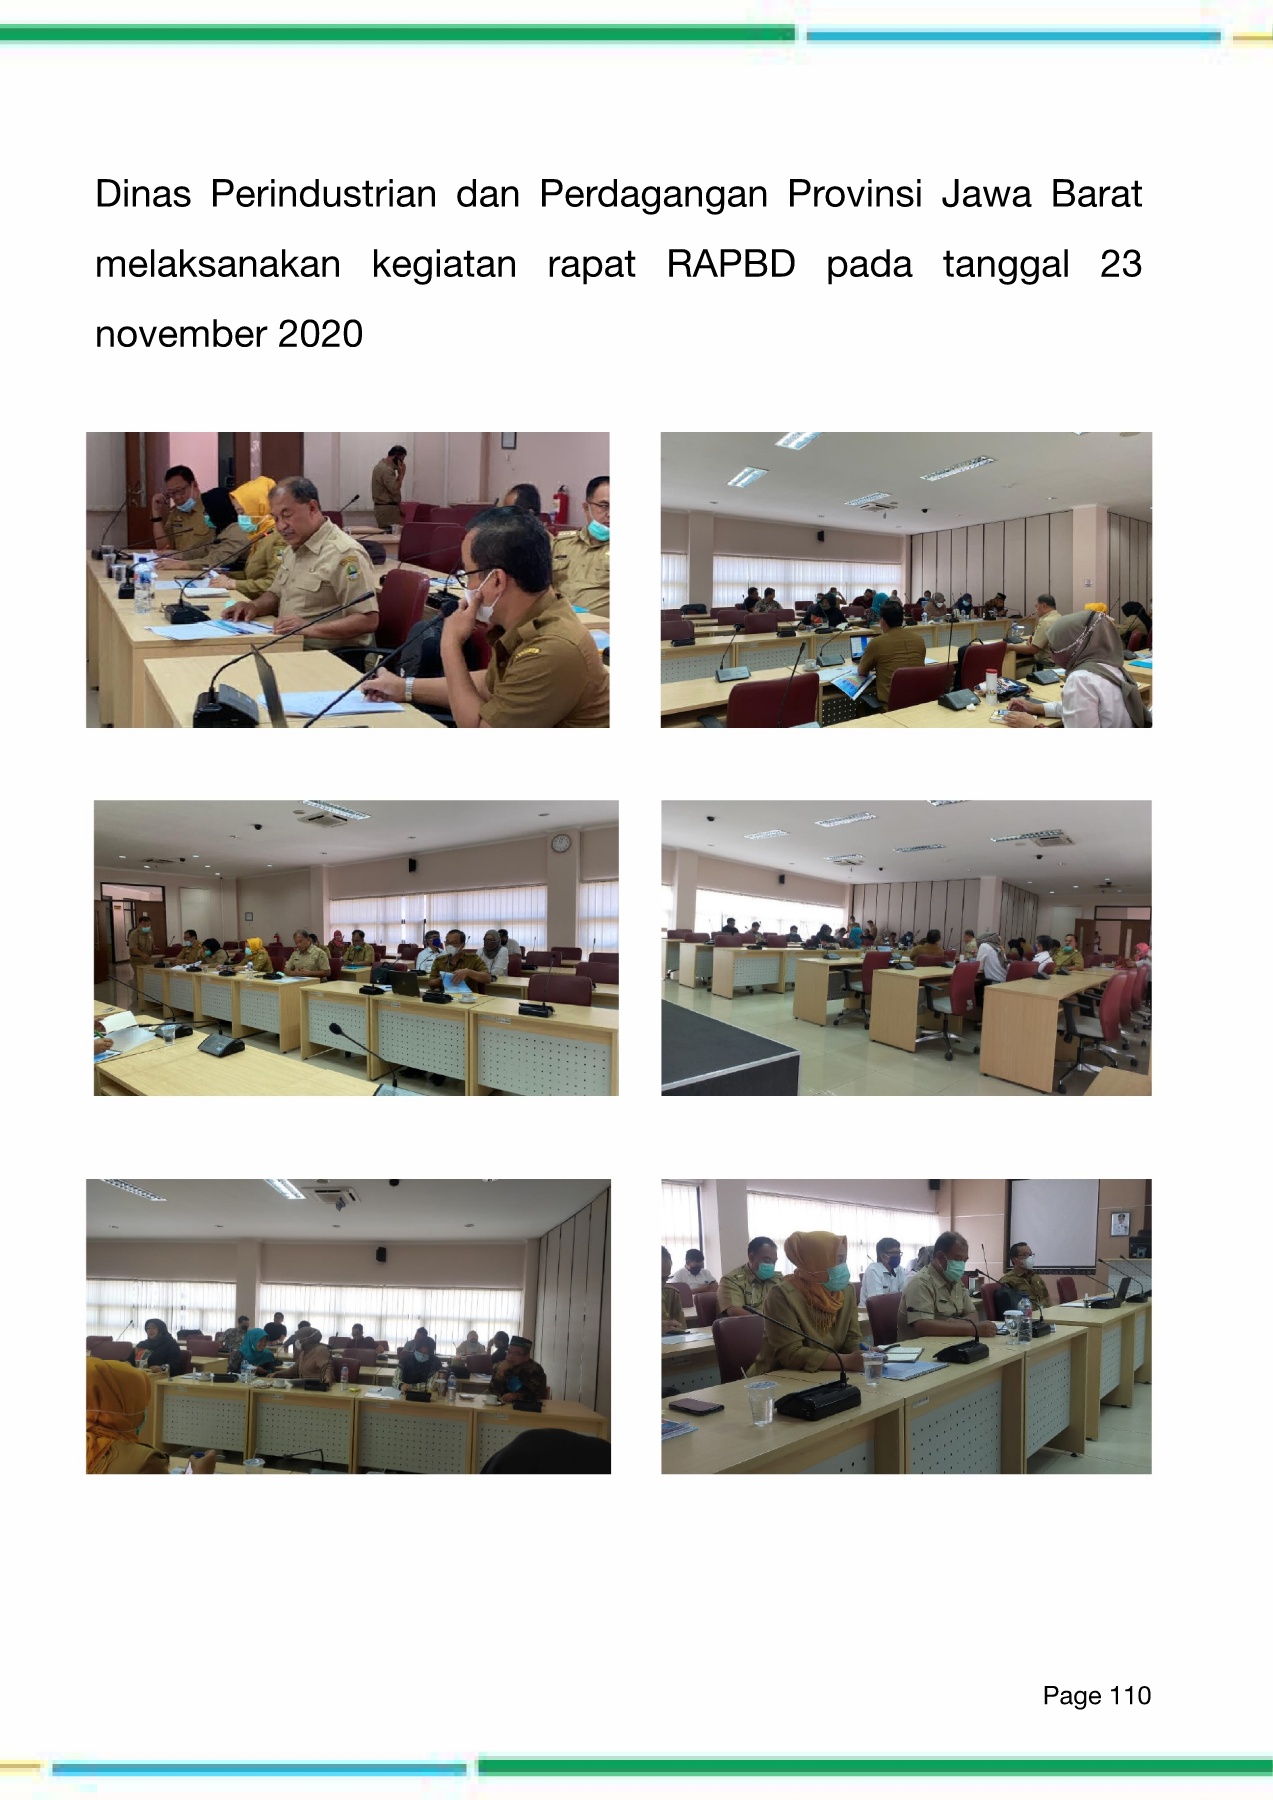 Dinas Perindustrian dan Perdagangan Provinsi Jawa Barat
melaksanakan kegiatan rapat RAPBD pada tanggal 23
november 2020
Page 110